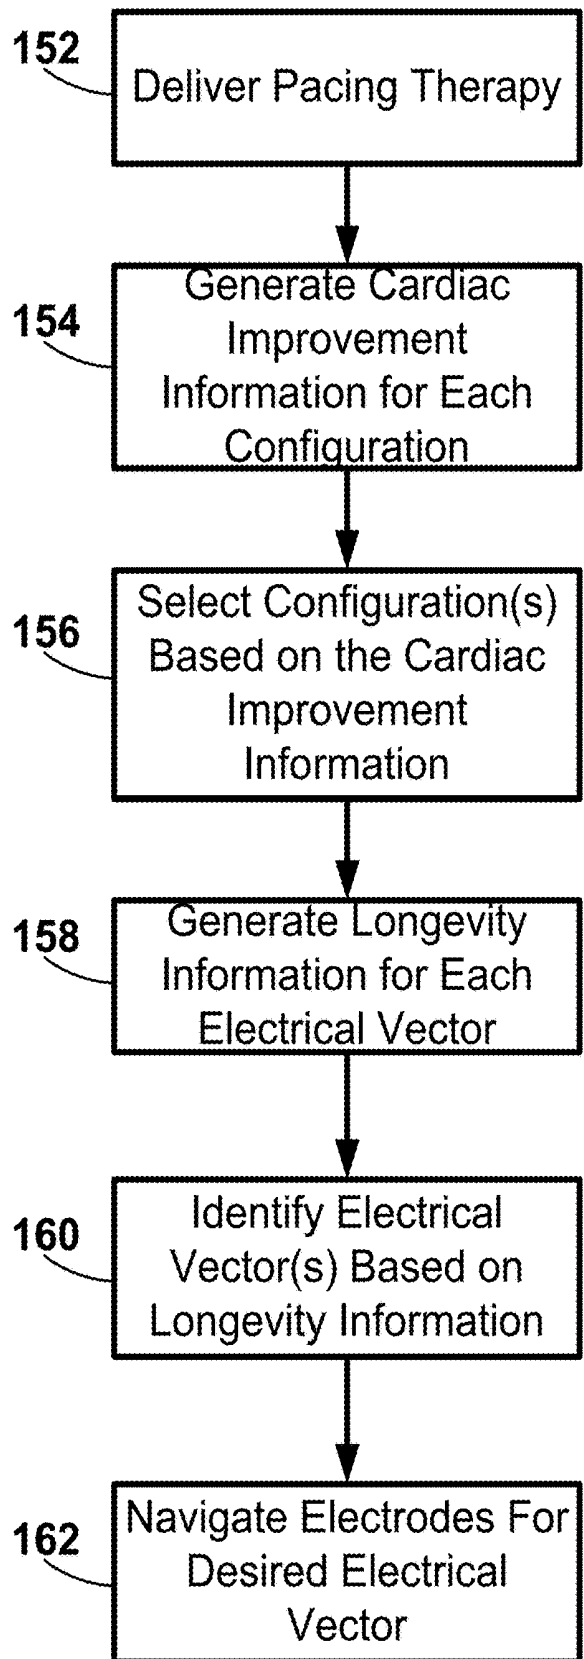 152
Deliver Pacing Therapy
154
Generate Cardiac
Improvement
Information for Each
Configuration
156
Select Configuration(s)
Based on the Cardiac
Improvement
Information
158
Generate Longevity
Information for Each
Electrical Vector
160
Identify Electrical
Vector(s) Based on
Longevity Information
162
Navigate Electrodes For
Desired Electrical
Vector